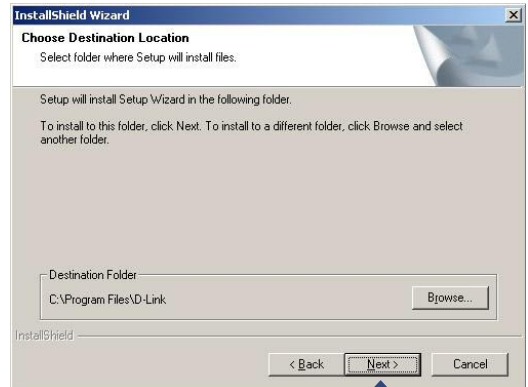 InstallShield Wizard
Choose Destination Location
Select folder where Setup will install files.
Setup will install Setup Wizard in the following folder.
To install to this folder, click Next. To install to a different folder, click Browse and select
another folder.
Destination Folder
C:\Program Files\D-Link
Browse...
InstallShield
< Back
Next >
Cancel